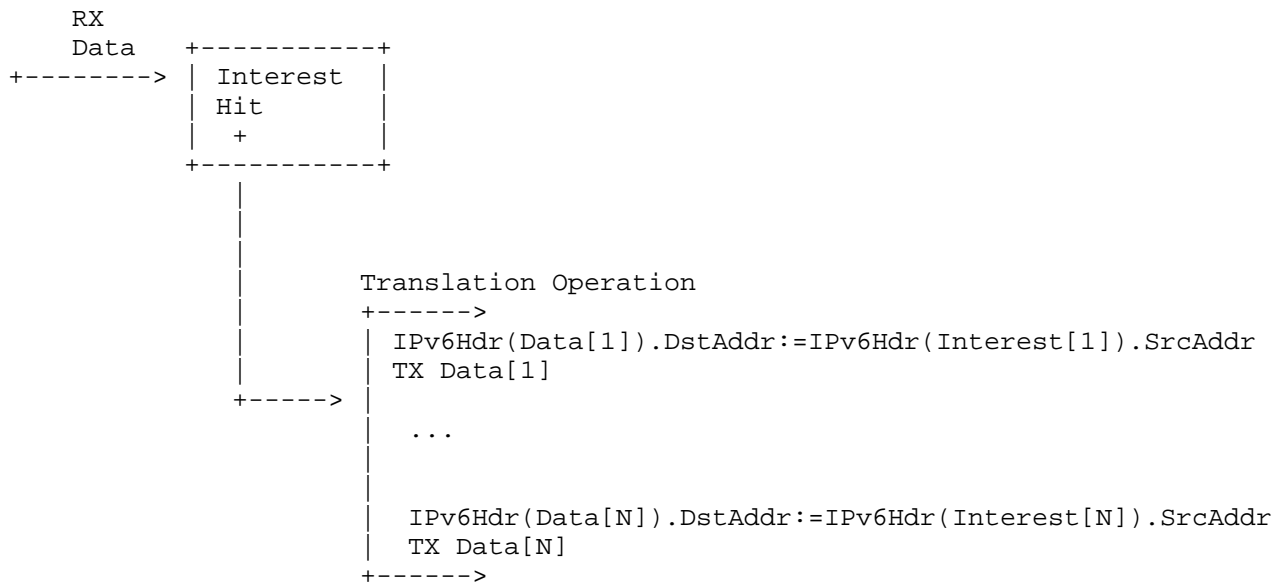 RX
Data
Interest
Hit
+
Translation Operation
IPv6Hdr(Data[1]).DstAddr:=IPv6Hdr(Interest[1]).SrcAddr
TX Data[1]
...
IPv6Hdr(Data[N]).DstAddr:=IPv6Hdr(Interest[N]).SrcAddr
TX Data[N]